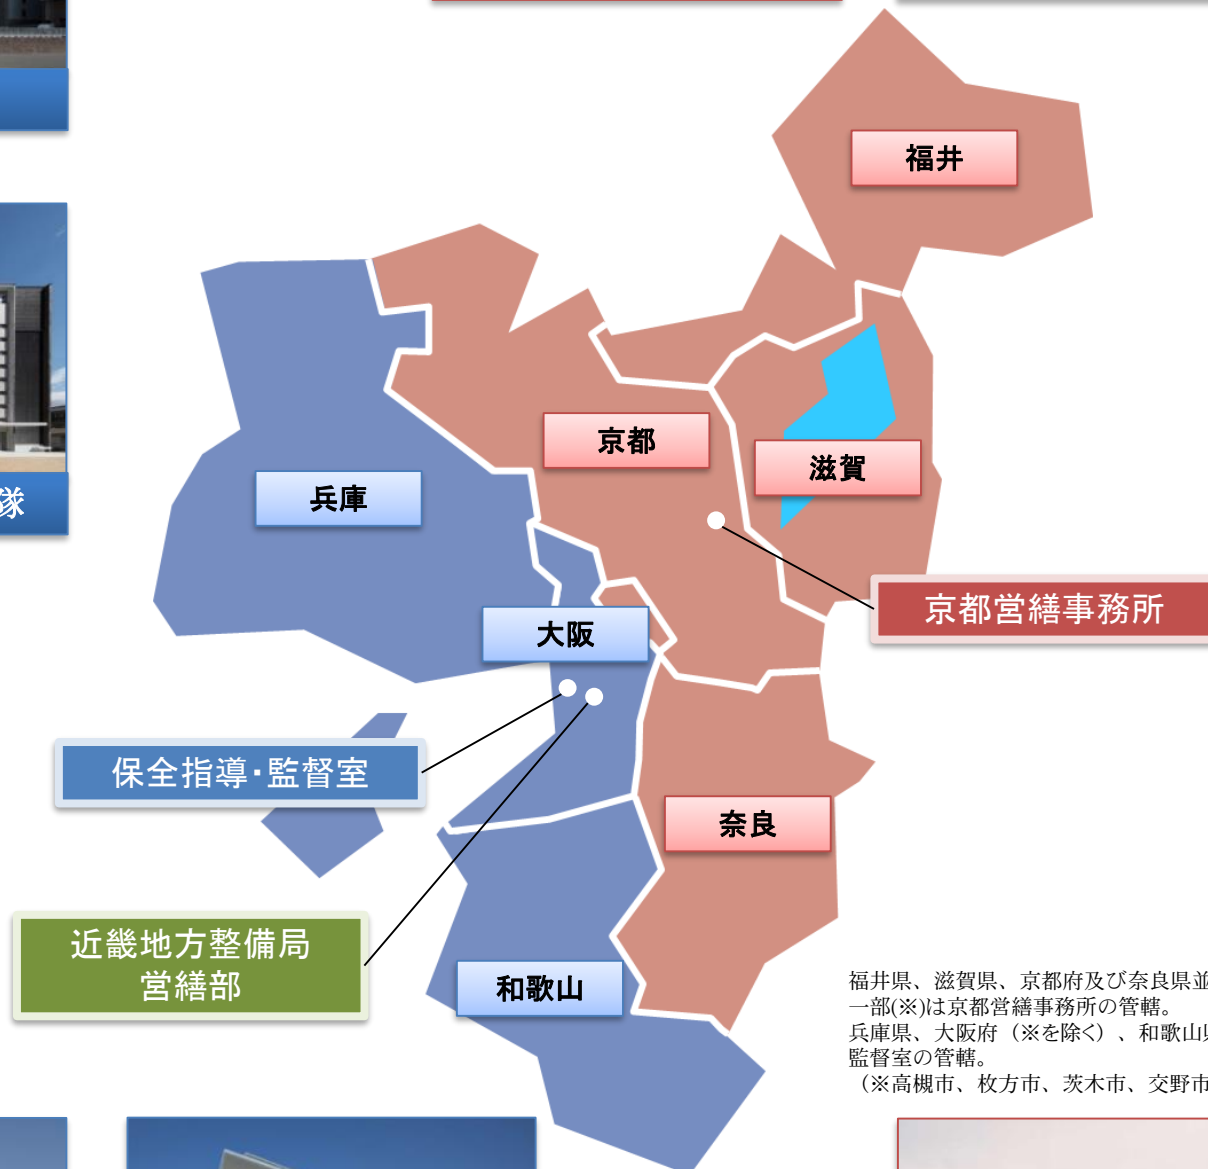 福井
京都
滋賀
兵庫
隊
京都営繕事務所
大阪
保全指導・監督室
奈良
近畿地方整備局
営繕部
和歌山
福井県、滋賀県、京都府及び奈良県並
一部(※)は京都営繕事務所の管轄。
兵庫県、大阪府（※を除く）、和歌山県
監督室の管轄。
（※高槻市、枚方市、茨木市、交野市